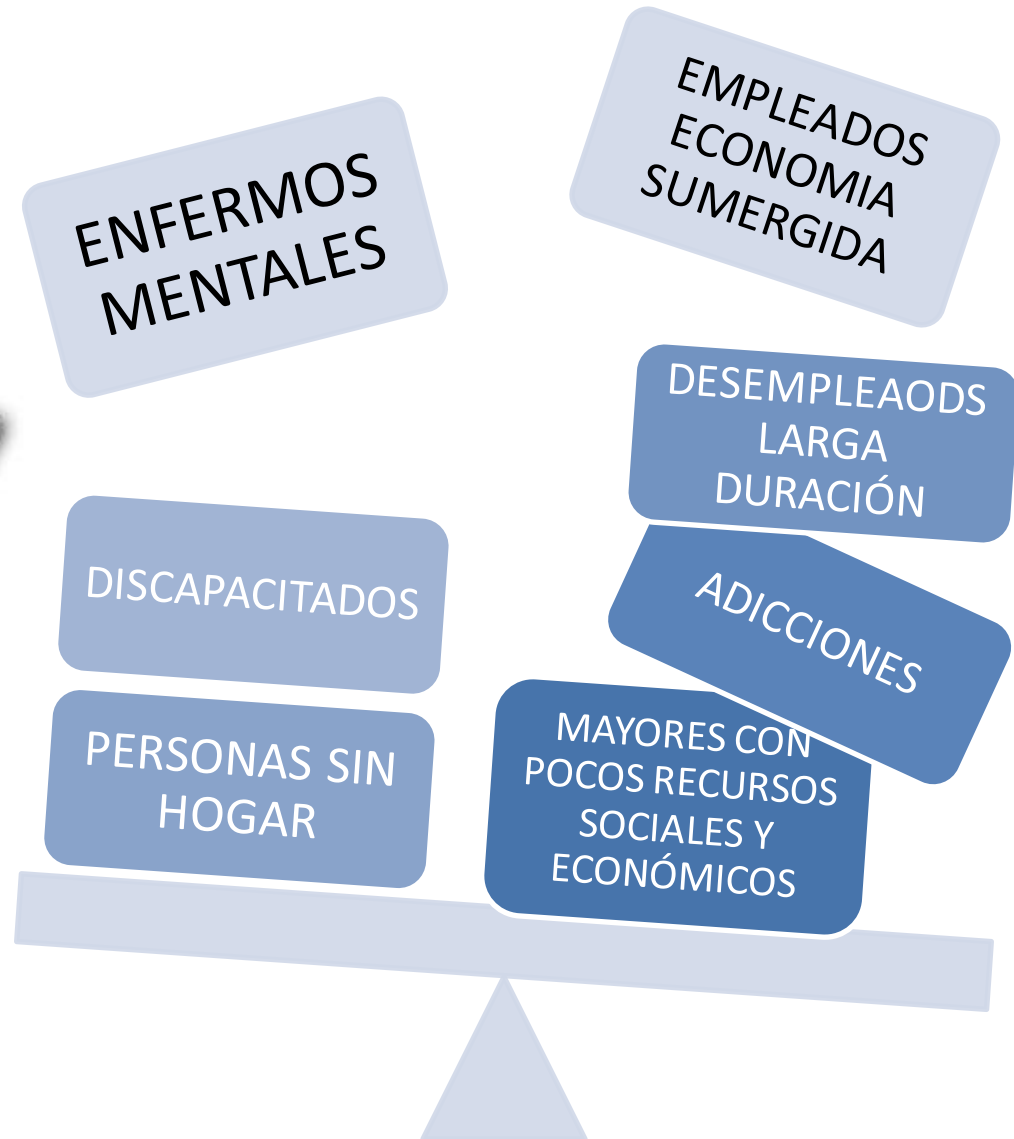 ENFERMOS
MENTALES
EMPLEADOS
ECONOMIA
SUMERGIDA
DESEMPLEAODS
LARGA
DURACIÓN
DISCAPACITADOS
ADICCIONES
PERSONAS SIN
HOGAR
MAYORES CON
POCOS RECURSOS
SOCIALES Y
ECONÓMICOS